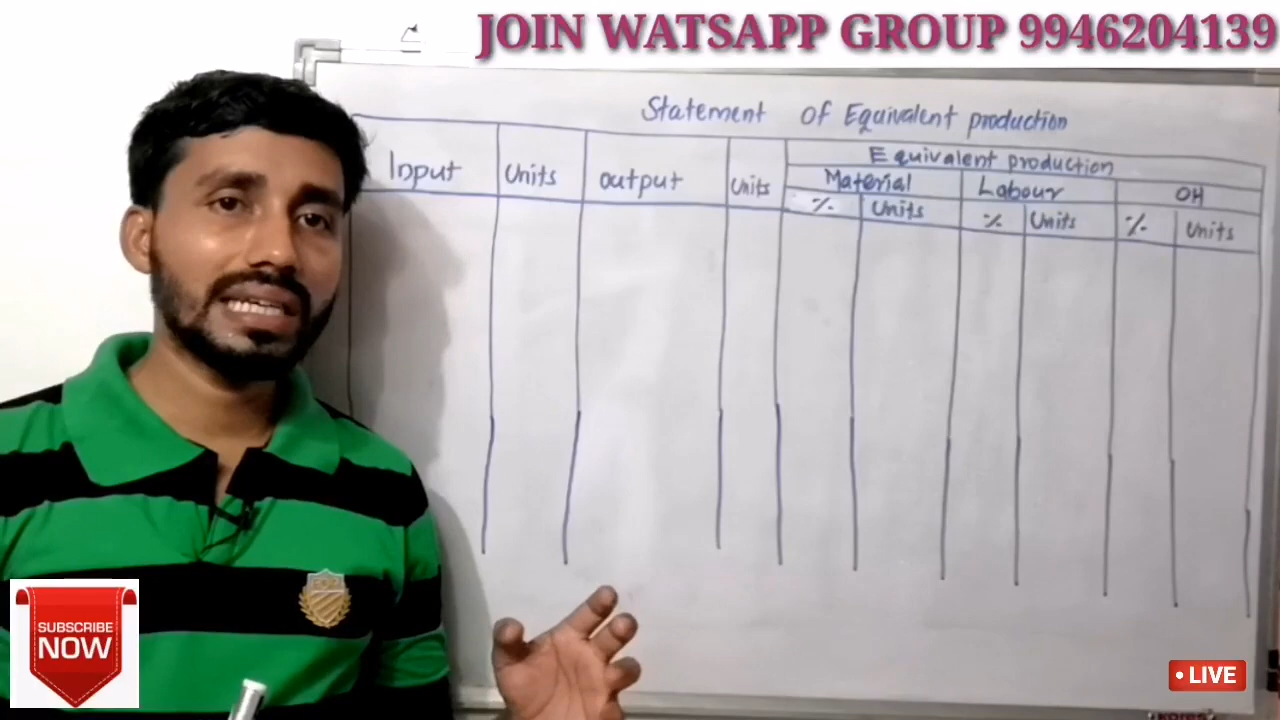 JOIN WATSAPP GROUP 9946204139
Statement Of Equivalent production
Input Units output Units Equivalent production
Material Labour OH
% Units % Units % Units
SUBSCRIBE
NOW
LIVE